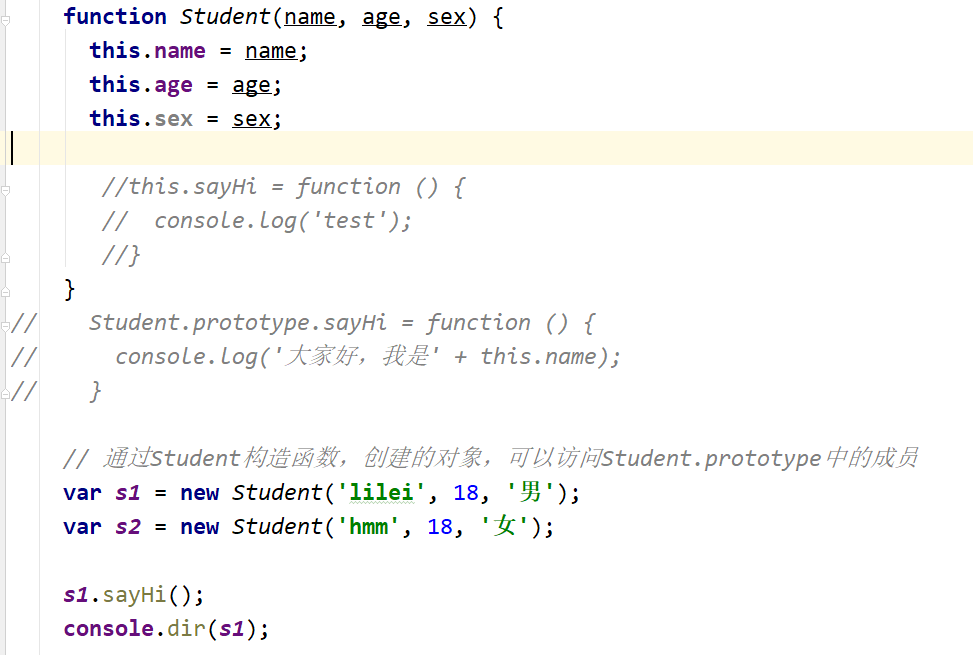 function Student(name, age, sex) {
this.name = name;
this.age = age;
this.sex = sex;
//this.sayHi = function () {
//  console.log('test');
//}
}
//    Student.prototype.sayHi = function () {
//      console.log('大家好，我是' + this.name);
//    }
// 通过Student构造函数，创建的对象，可以访问Student.prototype中的成员
var s1 = new Student('lilei', 18, '男');
var s2 = new Student('hmm', 18, '女');
s1.sayHi();
console.dir(s1);